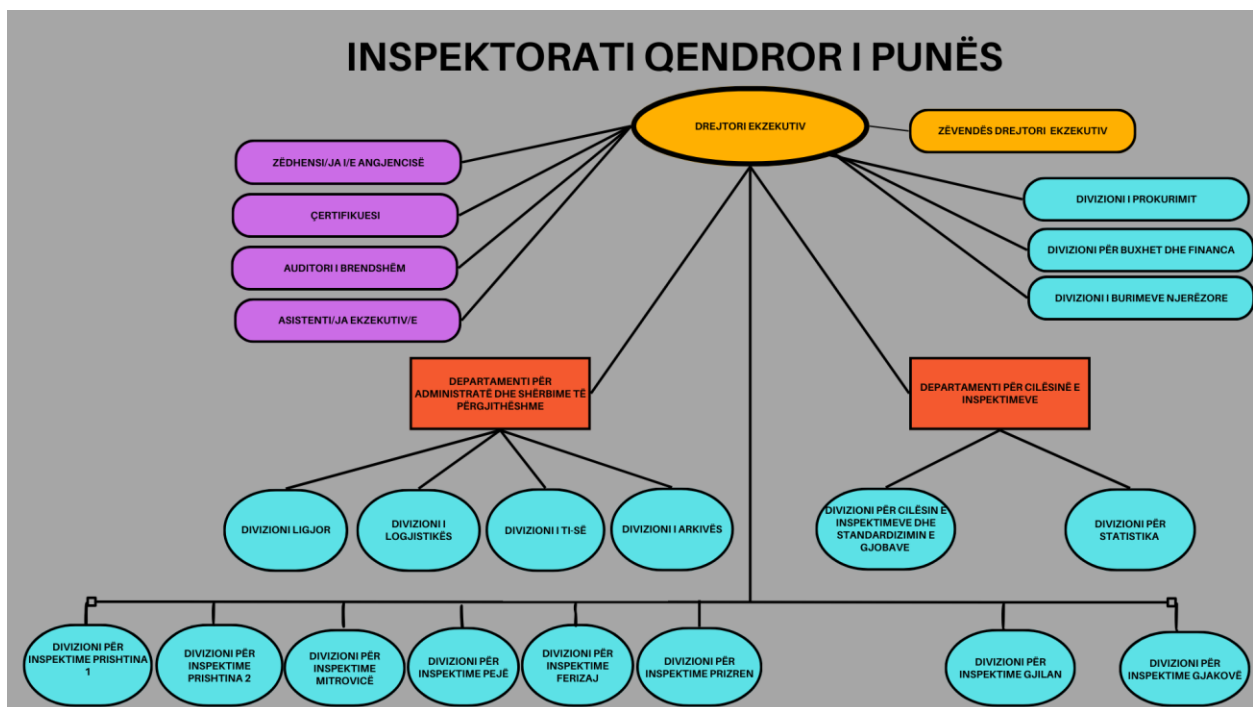 INSPEKTORATI QENDROR I PUNËS
DREJTORI EKZEKUTIV
ZËVENDËS DREJTORI EKZEKUTIV
ZËDHENSI/JA I/E ANGJENCISË
ÇERTIFIKUESI
AUDITORI I BRENDSHËM
ASISTENTI/JA EKZEKUTIV/E
DIVIZIONI I PROKURIMIT
DIVIZIONI PËR BUXHET DHE FINANCA
DIVIZIONI I BURIMEVE NJERËZORE
DEPARTAMENTI PËR
ADMINISTRATË DHE SHËRBIME TË
PËRGJITHËSHME
DEPARTAMENTI PËR CILËSINË E
INSPEKTIMEVE
DIVIZIONI LIGJOR
DIVIZIONI I
LOGJISTIKËS
DIVIZIONI I TI-SË
DIVIZIONI I ARKIVËS
DIVIZIONI PËR CILËSIN E
INSPEKTIMEVE DHE
STANDARDIZIMIN E
GJOBAVE
DIVIZIONI PËR
STATISTIKA
DIVIZIONI PËR
INSPEKTIME PRISHTINA
1
DIVIZIONI PËR
INSPEKTIME
PRISHTINA 2
DIVIZIONI PËR
INSPEKTIME
MITROVICË
DIVIZIONI PËR
INSPEKTIME PEJË
DIVIZIONI PËR
INSPEKTIME
FERIZAJ
DIVIZIONI PËR
INSPEKTIME PRIZREN
DIVIZIONI PËR
INSPEKTIME GJILAN
DIVIZIONI PËR
INSPEKTIME GJAKOVË